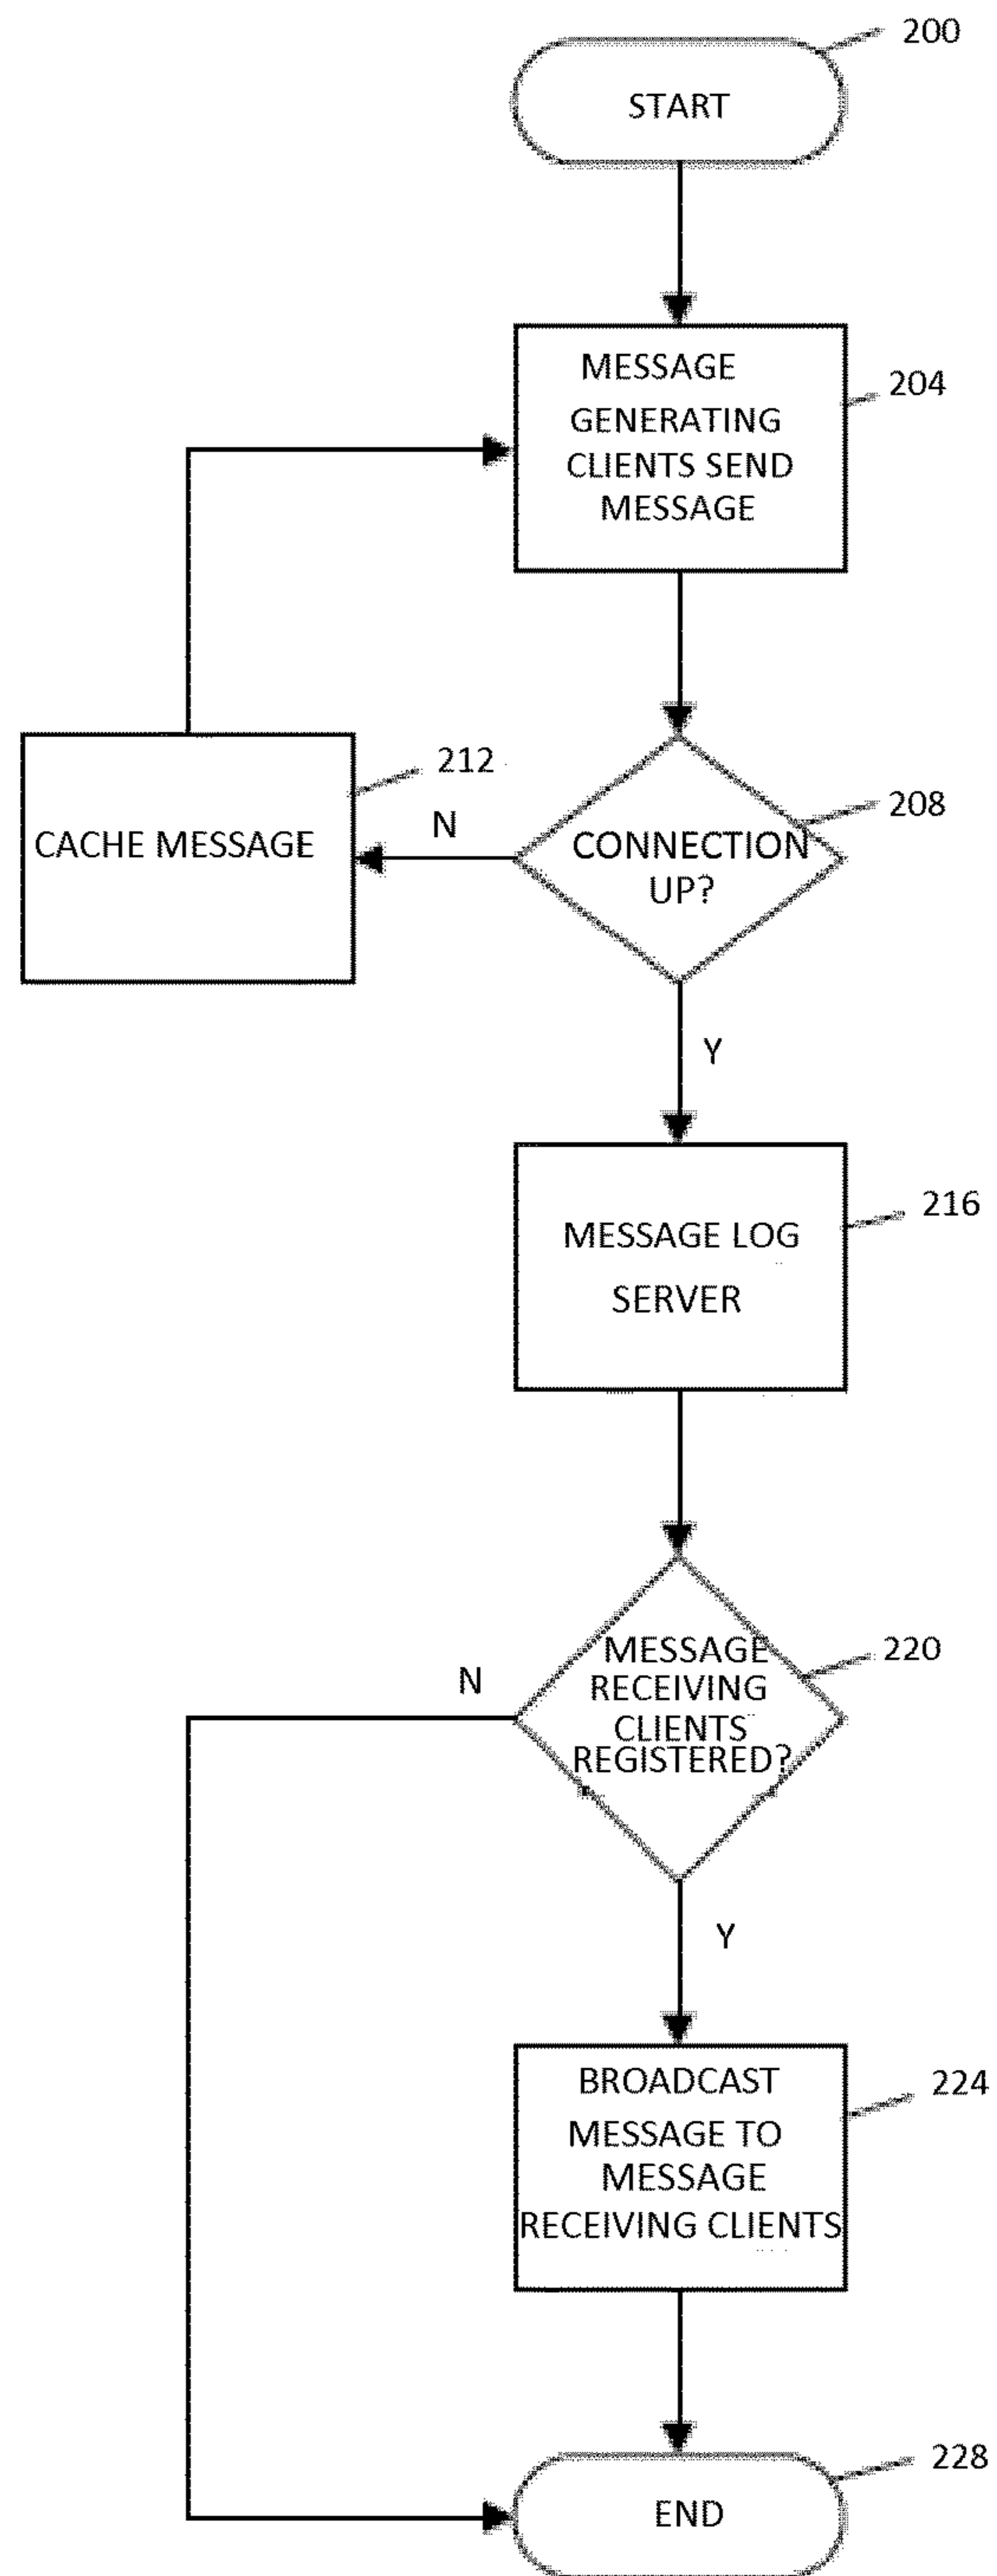 200
START
MESSAGE
GENERATING
CLIENTS SEND
MESSAGE
204
212
CACHE MESSAGE
N
208
CONNECTION
UP?
Y
216
MESSAGE LOG
SERVER
220
MESSAGE
RECEIVING
CLIENTS
REGISTERED?
N
Y
BROADCAST
MESSAGE TO
MESSAGE
RECEIVING CLIENTS
224
228
END